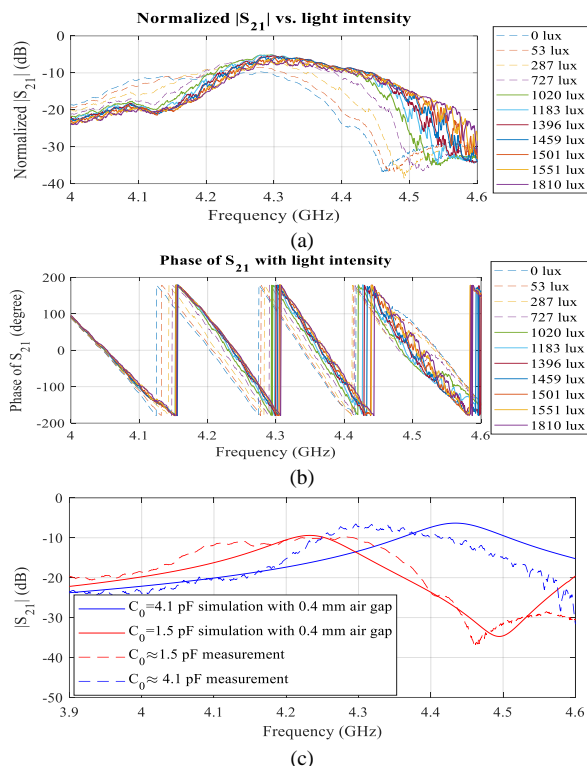 Normalized |S21| vs. light intensity
Normalized |S21| (dB)
0
-10
-20
-30
-40
4
4.1
4.2
4.3
4.4
4.5
4.6
Frequency (GHz)
0 lux
53 lux
287 lux
727 lux
1020 lux
1183 lux
1396 lux
1459 lux
1501 lux
1551 lux
1810 lux
(a)
Phase of S21 with light intensity
Phase of S21 (degree)
200
100
0
-100
-200
4
4.1
4.2
4.3
4.4
4.5
4.6
Frequency (GHz)
0 lux
53 lux
287 lux
727 lux
1020 lux
1183 lux
1396 lux
1459 lux
1501 lux
1551 lux
1810 lux
(b)
|S21| (dB)
0
-10
-20
-30
-40
-50
C0=4.1 pF simulation with 0.4 mm air gap
C0=1.5 pF simulation with 0.4 mm air gap
C0≈1.5 pF measurement
C0≈ 4.1 pF measurement
3.9
4
4.1
4.2
4.3
4.4
4.5
4.6
Frequency (GHz)
(c)